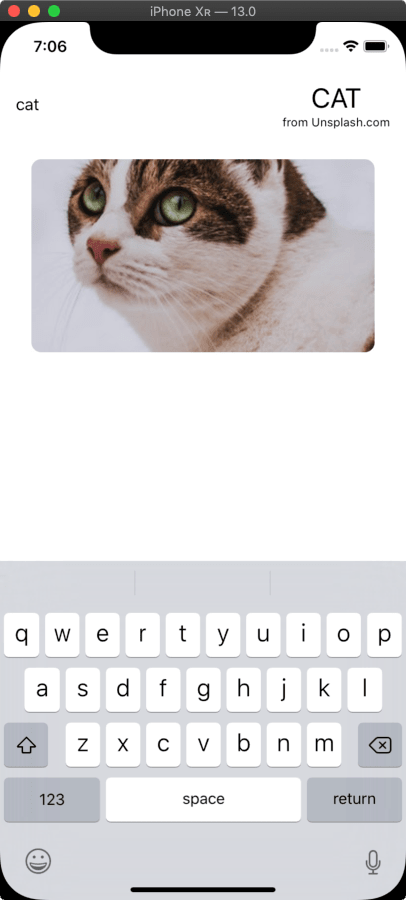 iPhone Xʀ — 13.0
7:06
cat
CAT
from Unsplash.com
q w e r t y u i o p
a s d f g h j k l
z x c v b n m
123 space return